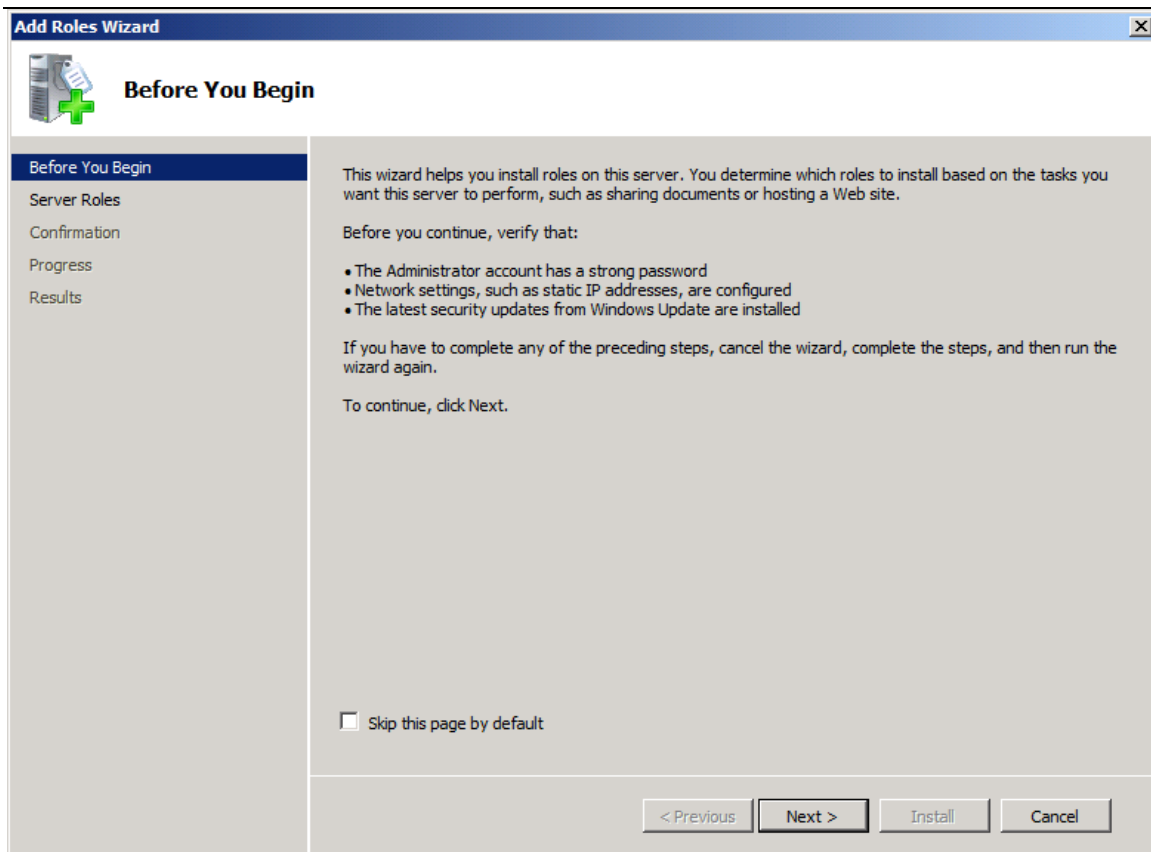 Add Roles Wizard
Before You Begin
Before You Begin
Server Roles
Confirmation
Progress
Results
This wizard helps you install roles on this server. You determine which roles to install based on the tasks you
want this server to perform, such as sharing documents or hosting a Web site.
Before you continue, verify that:
• The Administrator account has a strong password
• Network settings, such as static IP addresses, are configured
• The latest security updates from Windows Update are installed
If you have to complete any of the preceding steps, cancel the wizard, complete the steps, and then run the
wizard again.
To continue, click Next.
Skip this page by default
< Previous
Next >
Install
Cancel